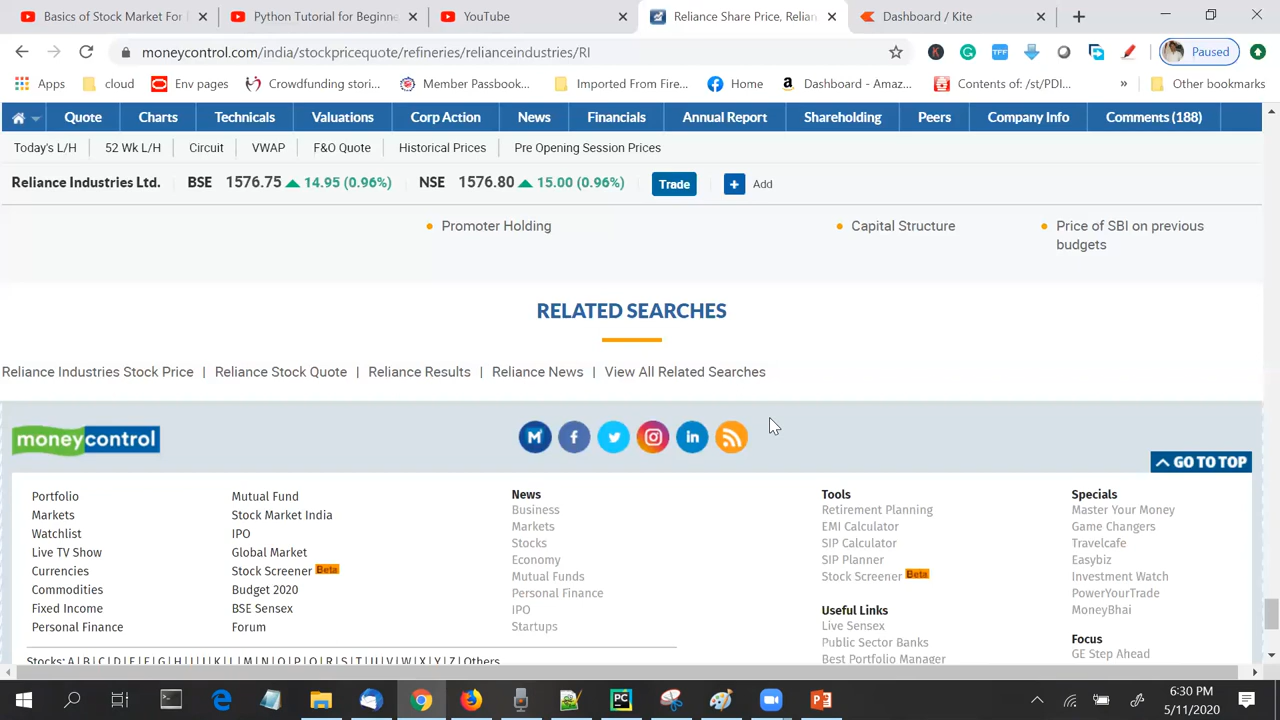 Basics of Stock Market For
Python Tutorial for Beginne
YouTube
Reliance Share Price, Relian
Dashboard / Kite
moneycontrol.com/india/stockpricequote/refineries/relianceindustries/RI
Paused
Apps
cloud
Env pages
Crowdfunding stori...
Member Passbook...
Imported From Fire...
Home
Dashboard - Amaz...
Contents of: /st/PDI...
»
Other bookmarks
Quote
Charts
Technicals
Valuations
Corp Action
News
Financials
Annual Report
Shareholding
Peers
Company Info
Comments (188)
Today's L/H
52 Wk L/H
Circuit
VWAP
F&O Quote
Historical Prices
Pre Opening Session Prices
Reliance Industries Ltd.
BSE 1576.75 14.95 (0.96%)
NSE 1576.80 15.00 (0.96%)
Trade
+ Add
Promoter Holding
Capital Structure
Price of SBI on previous
budgets
RELATED SEARCHES
Reliance Industries Stock Price | Reliance Stock Quote | Reliance Results | Reliance News | View All Related Searches
moneycontrol
GO TO TOP
Portfolio
Markets
Watchlist
Live TV Show
Currencies
Commodities
Fixed Income
Personal Finance
Mutual Fund
Stock Market India
IPO
Global Market
Stock Screener Beta
Budget 2020
BSE Sensex
Forum
Stocks: A | B | C | D | E | F | G | H | I | J | K | L | M | N | O | P | Q | R | S | T | U | V | W | X | Y | Z | Others
News
Business
Markets
Stocks
Economy
Mutual Funds
Personal Finance
IPO
Startups
Tools
Retirement Planning
EMI Calculator
SIP Calculator
SIP Planner
Stock Screener Beta
Useful Links
Live Sensex
Public Sector Banks
Best Portfolio Manager
Specials
Master Your Money
Game Changers
Travelcafe
Easybiz
Investment Watch
PowerYourTrade
MoneyBhai
Focus
GE Step Ahead
6:30 PM
5/11/2020